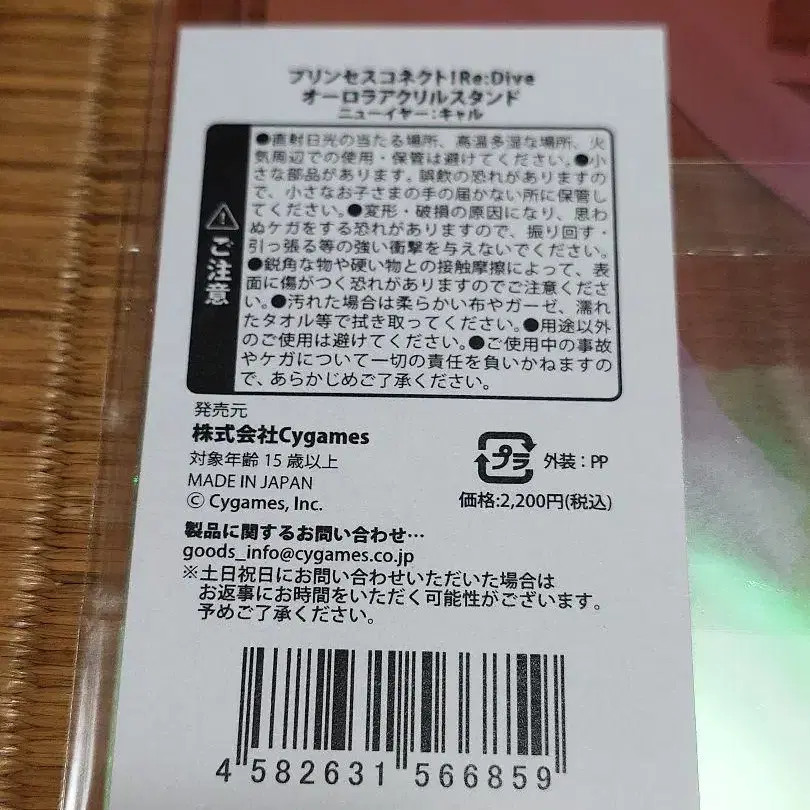 プリンセスコネクト!Re:Dive
オーロラアクリルスタンド
ニューイヤー:キャル
⚠ご注意
●直射日光の当たる場所、高温多湿な場所、火
気周辺での使用・保管は避けてください。●小
さな部品があります。誤飲の恐れがありますの
で、小さなお子さまの手の届かない所に保管し
てください。●変形・破損の原因になり、思わ
ぬケガをする恐れがありますので、振り回す・
引っ張る等の強い衝撃を与えないでください。
●鋭角な物や硬い物との接触摩擦によって、表
面に傷がつく恐れがありますのでご注意くださ
い。●汚れた場合は柔らかい布やガーゼ、濡れ
たタオル等で拭き取ってください。●用途以外
のご使用は避けてください。●ご使用中の事故
やケガについて一切の責任を負いかねますの
で、あらかじめご了承ください。
発売元
株式会社Cygames
対象年齢 15 歳以上
MADE IN JAPAN
© Cygames, Inc.
プラ 外装:PP
価格:2,200円(税込)
製品に関するお問い合わせ…
goods_info@cygames.co.jp
※土日祝日にお問い合わせいただいた場合は
お返事にお時間をいただく可能性がございます。
予めご了承ください。
4 582631 566859